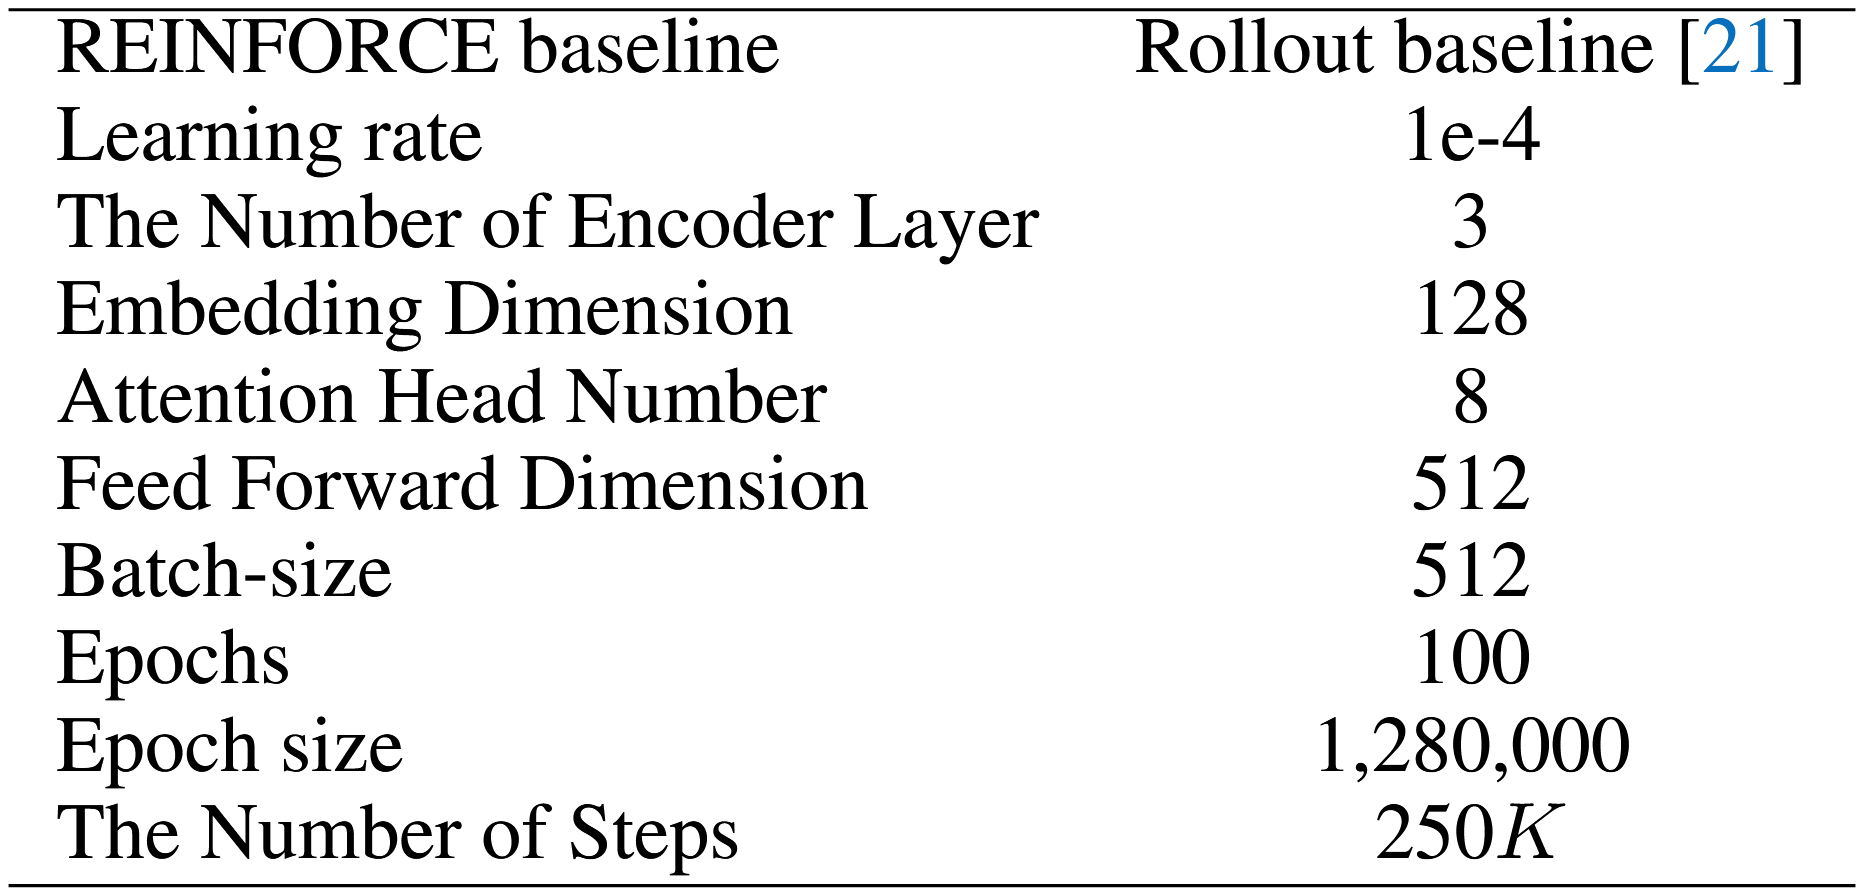 REINFORCE baseline Rollout baseline [21]
Learning rate 1e-4
The Number of Encoder Layer 3
Embedding Dimension 128
Attention Head Number 8
Feed Forward Dimension 512
Batch-size 512
Epochs 100
Epoch size 1,280,000
The Number of Steps 250K